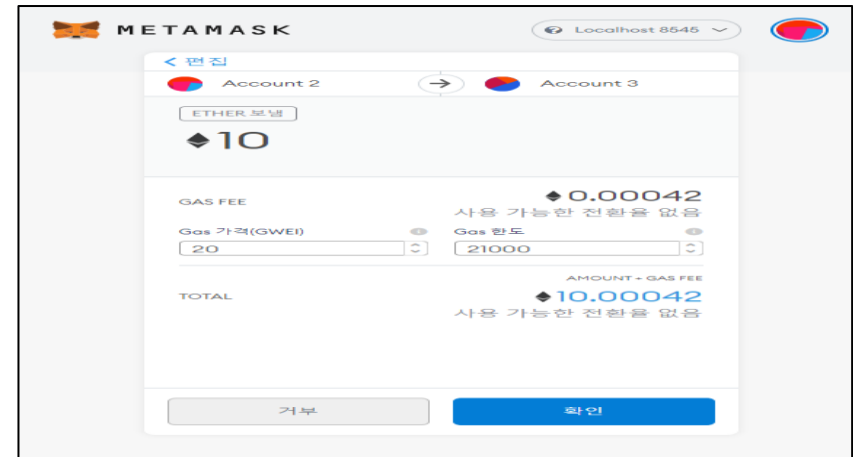 METAMASK
Localhost 8545
< 편집
Account 2 → Account 3
ETHER 보냄
10
GAS FEE
0.00042
사용 가능한 전환율 없음
Gas 가격(GWEI)
Gas 한도
20
21000
AMOUNT + GAS FEE
TOTAL
10.00042
사용 가능한 전환율 없음
거부
확인